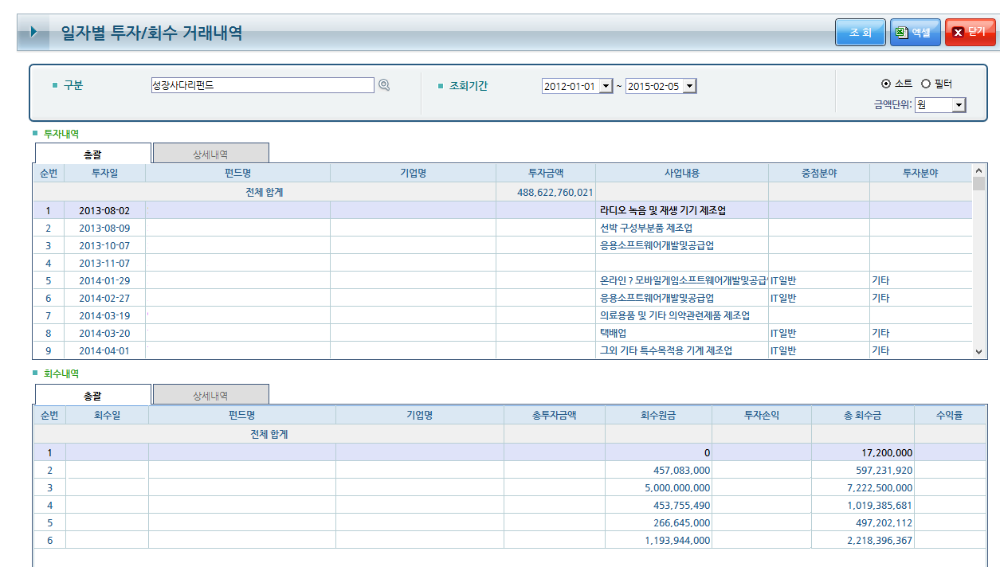 일자별 투자/회수 거래내역 조 회 엑셀 닫기
구분 성장사다리펀드 조회기간 2012-01-01 ~ 2015-02-05 소트 필터
금액단위: 원
투자내역
총괄 상세내역
순번 투자일 펀드명 기업명 투자금액 사업내용 중점분야 투자분야
전체 합계 488,622,760,021
1 2013-08-02 라디오 녹음 및 재생 기기 제조업
2 2013-08-09 선박 구성부분품 제조업
3 2013-10-07 응용소프트웨어개발및공급업
4 2013-11-07
5 2014-01-29 온라인 ? 모바일게임소프트웨어개발및공급 IT일반 기타
6 2014-02-27 응용소프트웨어개발및공급업 IT일반 기타
7 2014-03-19 의료용품 및 기타 의약관련제품 제조업
8 2014-03-20 택배업 IT일반 기타
9 2014-04-01 그외 기타 특수목적용 기계 제조업 IT일반 기타
회수내역
총괄 상세내역
순번 회수일 펀드명 기업명 총투자금액 회수원금 투자손익 총 회수금 수익율
전체 합계
1 0 17,200,000
2 457,083,000 597,231,920
3 5,000,000,000 7,222,500,000
4 453,755,490 1,019,385,681
5 266,645,000 497,202,112
6 1,193,944,000 2,218,396,367